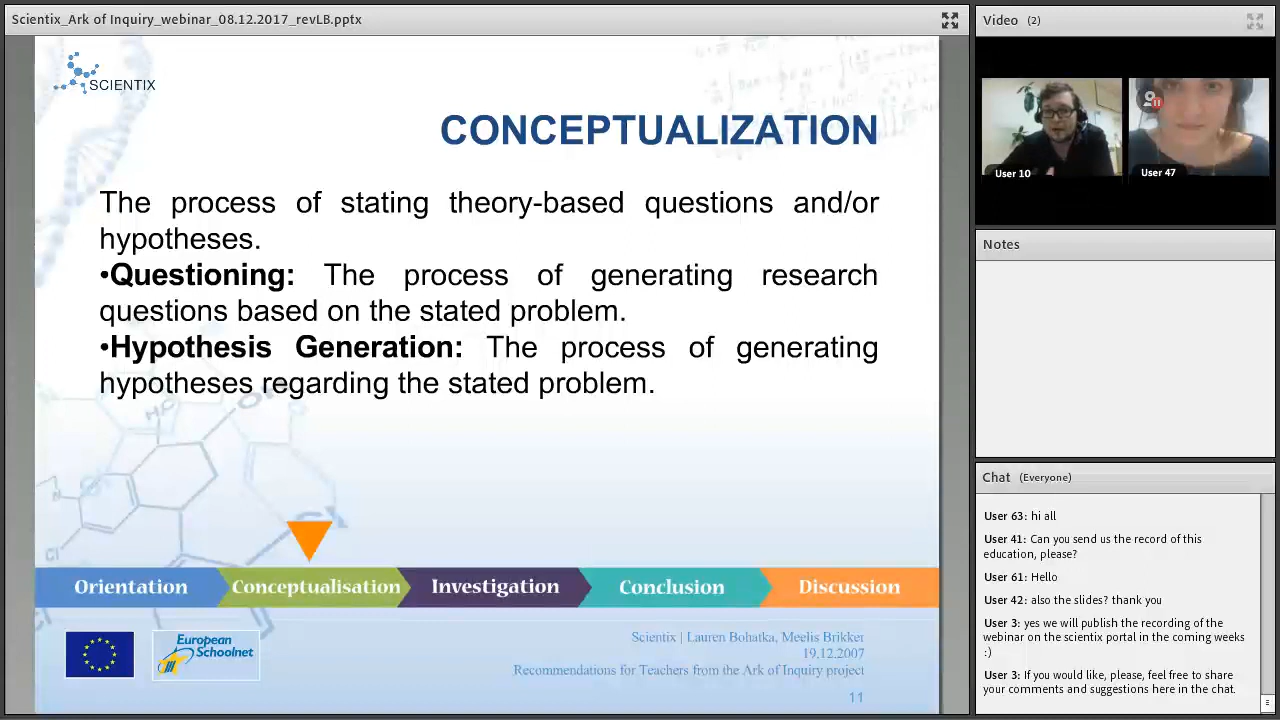 Scientix_Ark of Inquiry_webinar_08.12.2017_revLB.pptx
SCIENTIX
CONCEPTUALIZATION
The process of stating theory-based questions and/or
hypotheses.
•Questioning: The process of generating research
questions based on the stated problem.
•Hypothesis Generation: The process of generating
hypotheses regarding the stated problem.
Orientation
Conceptualisation
Investigation
Conclusion
Discussion
European
Schoolnet
Scientix | Lauren Bohatka, Meelis Brikker
19.12.2007
Recommendations for Teachers from the Ark of Inquiry project
11
Video (2)
User 10
User 47
Notes
Chat (Everyone)
User 63: hi all
User 41: Can you send us the record of this
education, please?
User 61: Hello
User 42: also the slides? thank you
User 3: yes we will publish the recording of the
webinar on the scientix portal in the coming weeks
:)
User 3: If you would like, please, feel free to share
your comments and suggestions here in the chat.